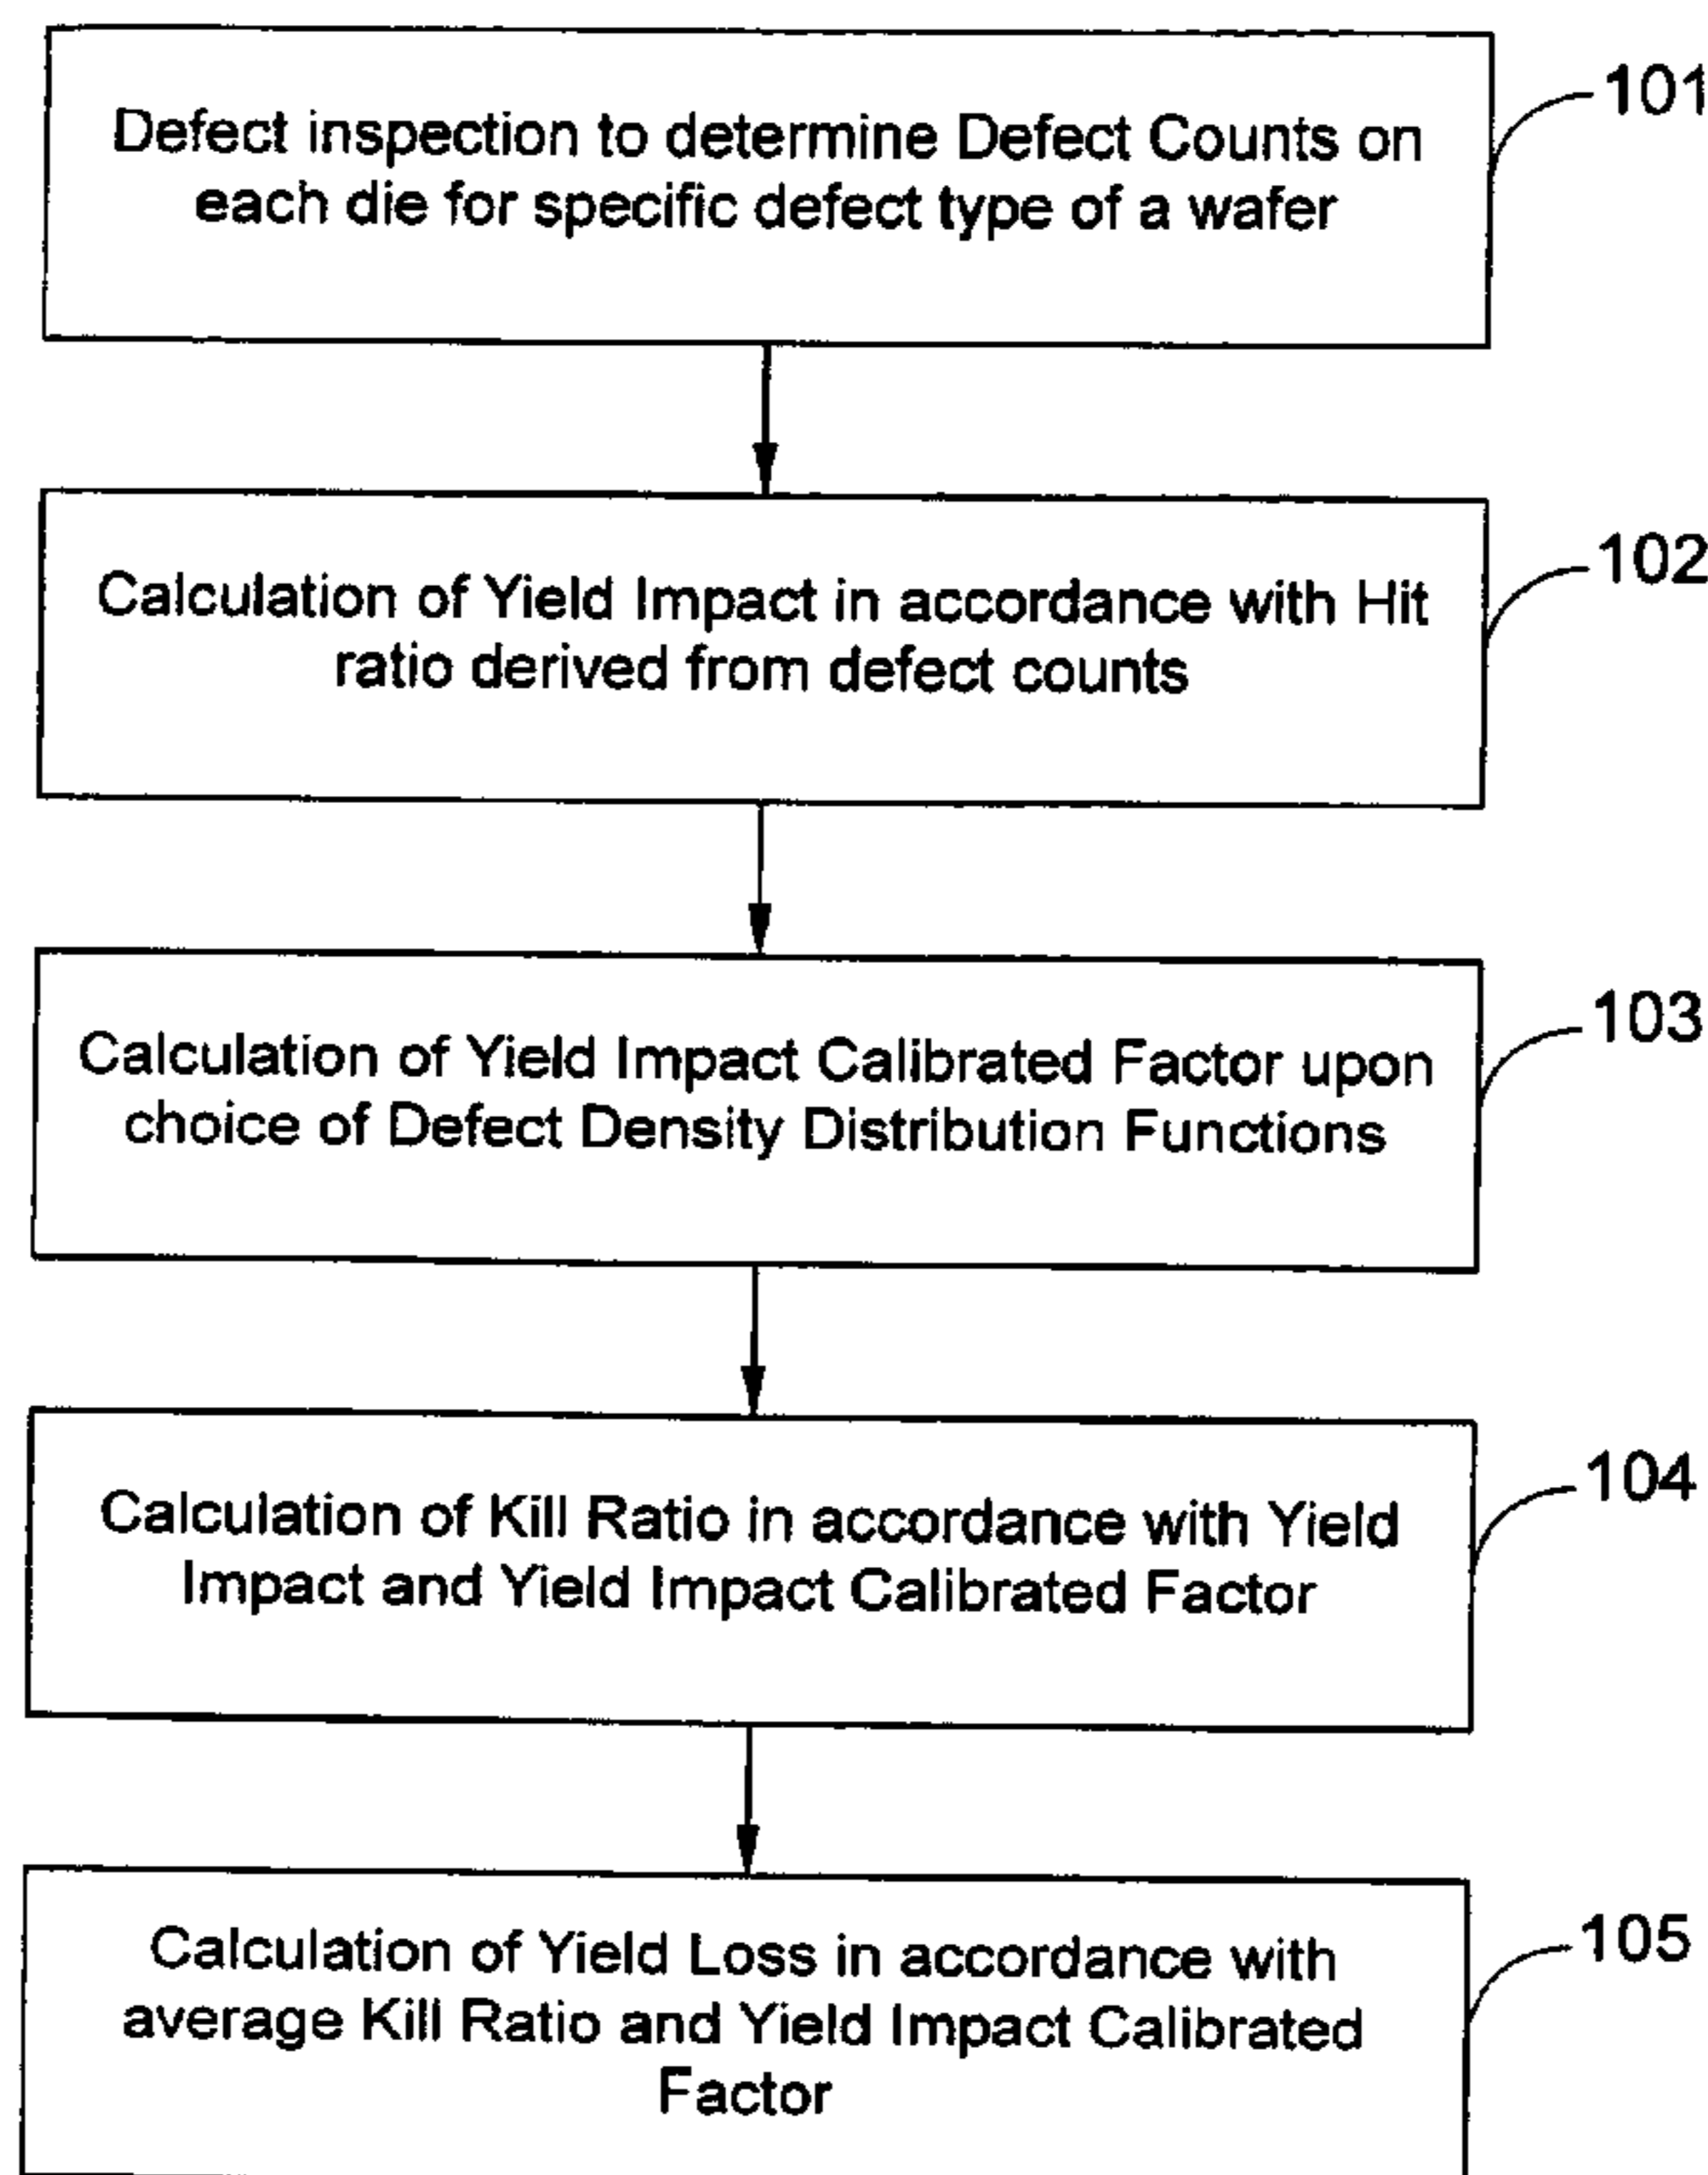 Defect inspection to determine Defect Counts on
each die for specific defect type of a wafer
101
Calculation of Yield Impact in accordance with Hit
ratio derived from defect counts
102
Calculation of Yield Impact Calibrated Factor upon
choice of Defect Density Distribution Functions
103
Calculation of Kill Ratio in accordance with Yield
Impact and Yield Impact Calibrated Factor
104
Calculation of Yield Loss in accordance with
average Kill Ratio and Yield Impact Calibrated
Factor
105